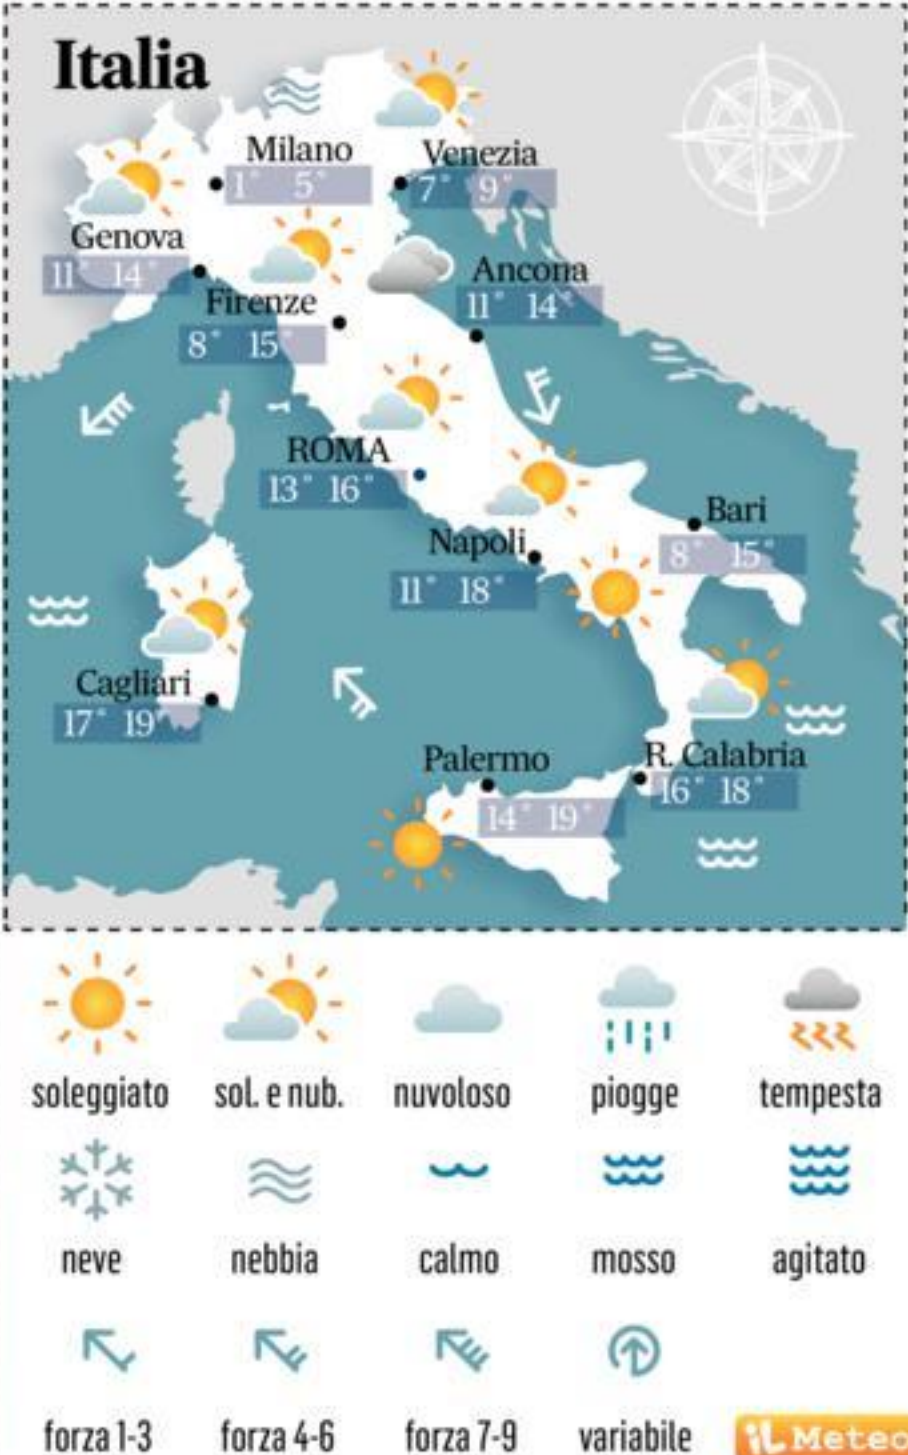 Italia
Milano
1° 5°
Venezia
7° 9°
Genova
11° 14°
Firenze
8° 15°
Ancona
11° 14°
ROMA
13° 16°
Napoli
11° 18°
Bari
8° 15°
Cagliari
17° 19°
Palermo
14° 19°
R. Calabria
16° 18°
soleggiato sol. e nub. nuvoloso piogge tempesta
neve nebbia calmo mosso agitato
forza 1-3 forza 4-6 forza 7-9 variabile
iL Meteo